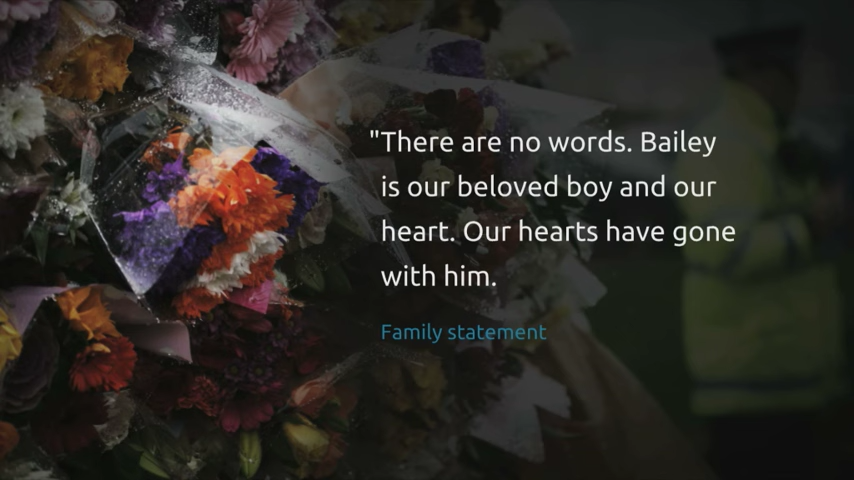 "There are no words. Bailey
is our beloved boy and our
heart. Our hearts have gone
with him.
Family statement